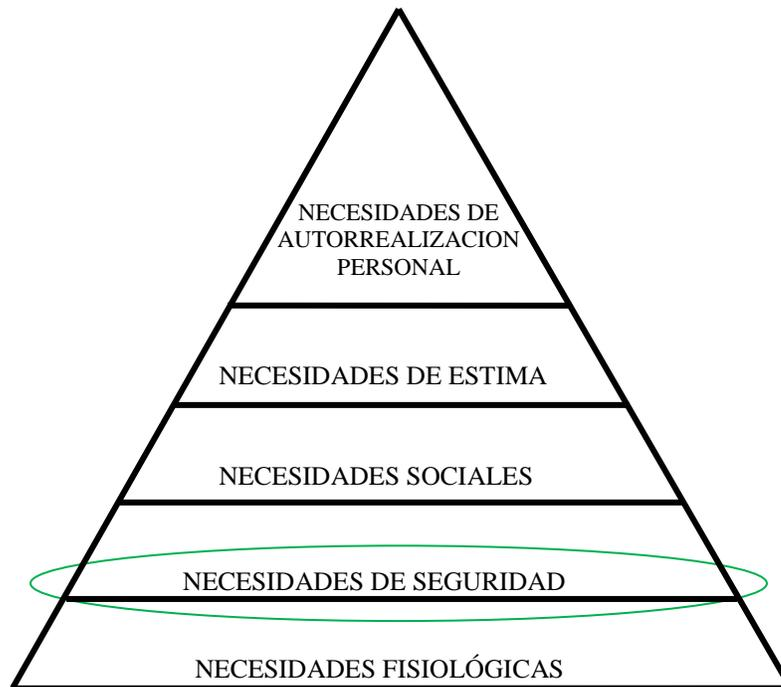 NECESIDADES DE
AUTORREALIZACION
PERSONAL
NECESIDADES DE ESTIMA
NECESIDADES SOCIALES
NECESIDADES DE SEGURIDAD
NECESIDADES FISIOLÓGICAS